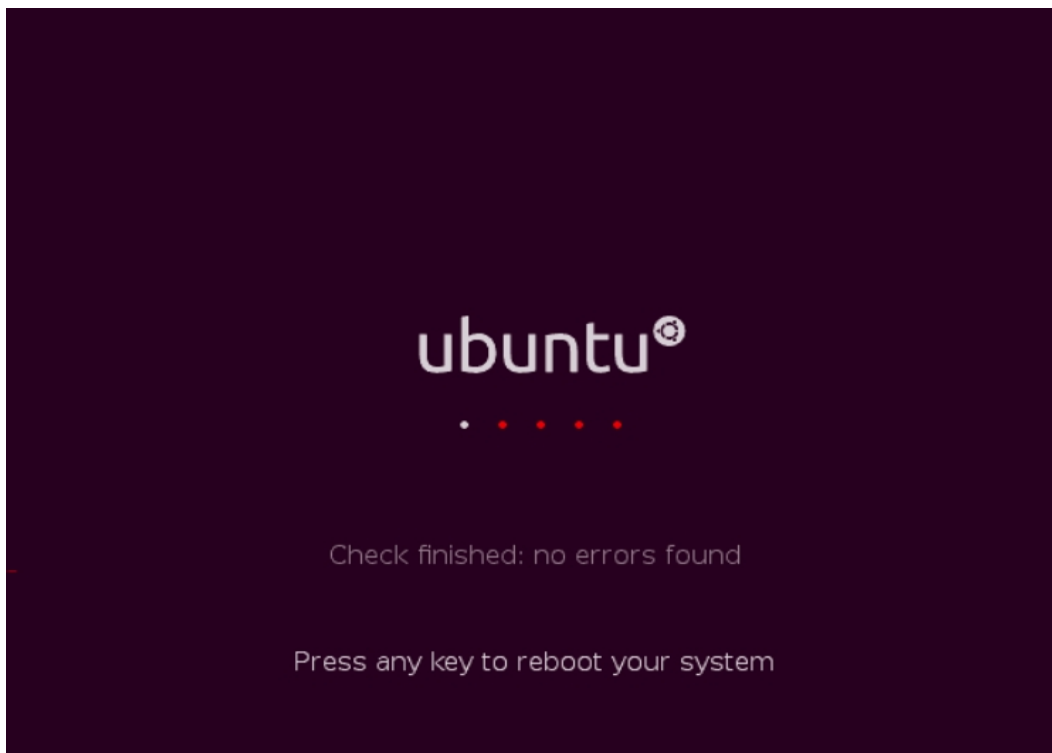 ubuntu
Check finished: no errors found
Press any key to reboot your system